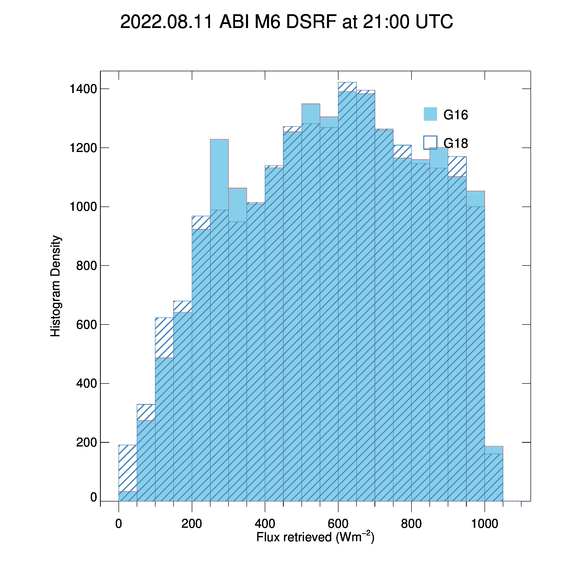 2022.08.11 ABI M6 DSRF at 21:00 UTC
1400
1200
1000
800
600
400
200
0
Histogram Density
G16
G18
0 200 400 600 800 1000
Flux retrieved (Wm⁻²)